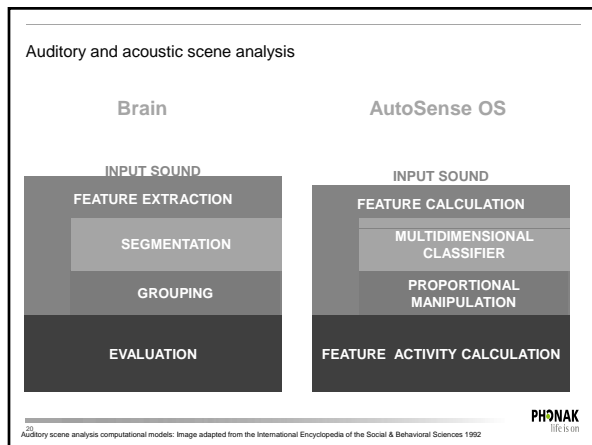 Auditory and acoustic scene analysis
Brain
INPUT SOUND
FEATURE EXTRACTION
SEGMENTATION
GROUPING
EVALUATION
AutoSense OS
INPUT SOUND
FEATURE CALCULATION
MULTIDIMENSIONAL
CLASSIFIER
PROPORTIONAL
MANIPULATION
FEATURE ACTIVITY CALCULATION
PHONAK
life is on
20
Auditory scene analysis computational models: Image adapted from the International Encyclopedia of the Social & Behavioral Sciences 1992